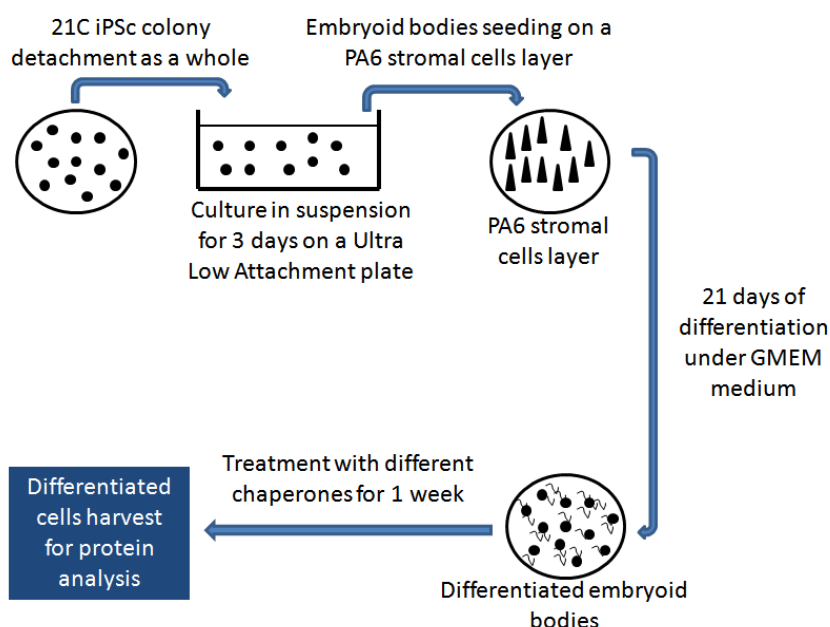 21C iPSc colony
detachment as a whole
Embryoid bodies seeding on a
PA6 stromal cells layer
Culture in suspension
for 3 days on a Ultra
Low Attachment plate
PA6 stromal
cells layer
21 days of
differentiation
under GMEM
medium
Treatment with different
chaperones for 1 week
Differentiated
cells harvest
for protein
analysis
Differentiated embryoid
bodies